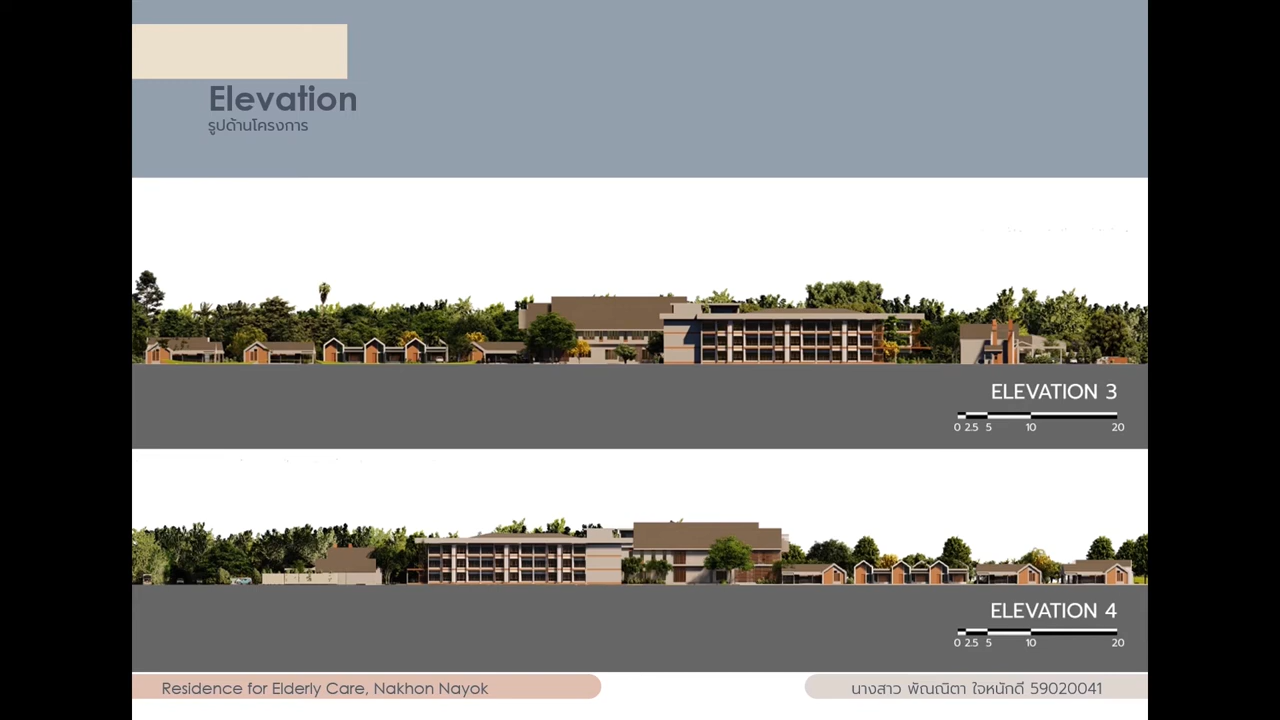 Elevation
รูปด้านโครงการ
ELEVATION 3
0 2.5 5 10 20
ELEVATION 4
0 2.5 5 10 20
Residence for Elderly Care, Nakhon Nayok
นางสาว พัณณิตา ใจหนักดี 59020041